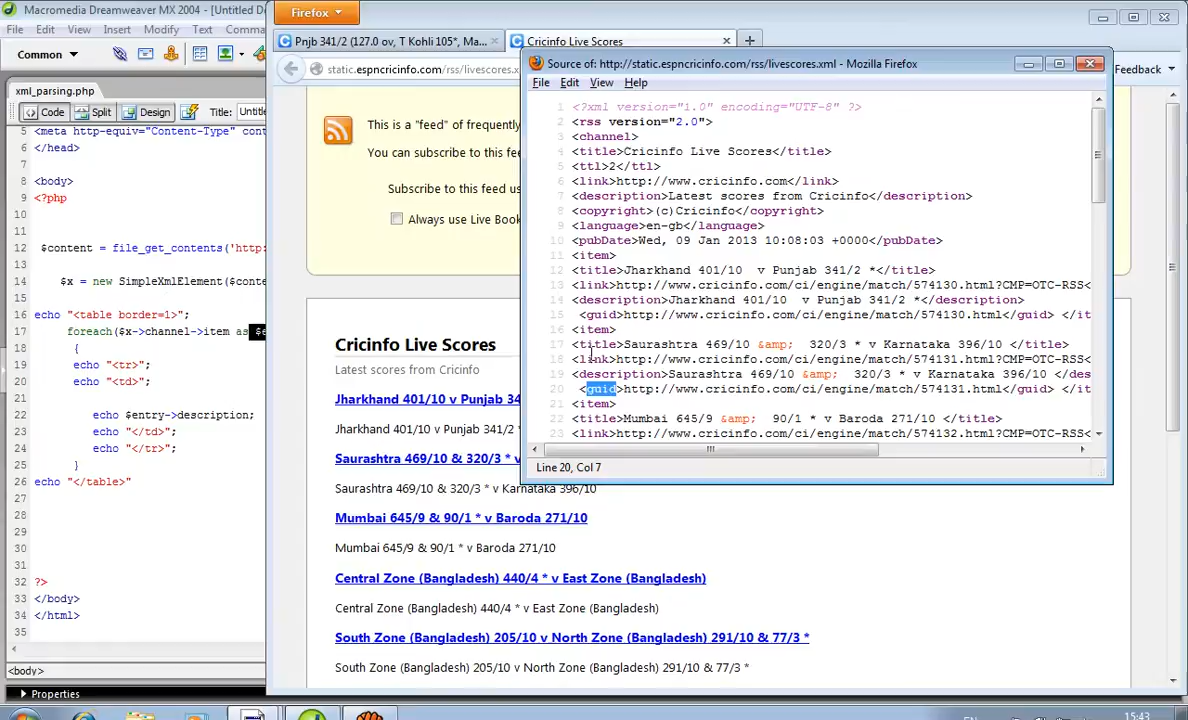 Macromedia Dreamweaver MX 2004 - [Untitled Do
File Edit View Insert Modify Text Comma
Common
xml_parsing.php
Code Split Design Title: Untitle
5 <meta http-equiv="Content-Type" cont
6 </head>
7
8 <body>
9 <?php
10
11
12 $content = file_get_contents('http:
13
14 $x = new SimpleXmlElement($conte
15
16 echo "<table border=1>";
17 foreach($x->channel->item as $e
18 {
19 echo "<tr>";
20 echo "<td>";
21
22 echo $entry->description;
23 echo "</td>";
24 echo "</tr>";
25 }
26 echo "</table>"
27
28
29
30
31
32 ?>
33 </body>
34 </html>
35
<body>
Properties
Firefox
Pnjb 341/2 (127.0 ov, T Kohli 105*, Ma...
Cricinfo Live Scores
static.espncricinfo.com/rss/livescores.x
Feedback
This is a "feed" of frequently
You can subscribe to this fee
Subscribe to this feed us
Always use Live Book
Cricinfo Live Scores
Latest scores from Cricinfo
Jharkhand 401/10 v Punjab 34
Jharkhand 401/10 v Punjab 341/2 *
Saurashtra 469/10 & 320/3 *
Saurashtra 469/10 & 320/3 * v Karnataka 396/10
Mumbai 645/9 & 90/1 * v Baroda 271/10
Mumbai 645/9 & 90/1 * v Baroda 271/10
Central Zone (Bangladesh) 440/4 * v East Zone (Bangladesh)
Central Zone (Bangladesh) 440/4 * v East Zone (Bangladesh)
South Zone (Bangladesh) 205/10 v North Zone (Bangladesh) 291/10 & 77/3 *
South Zone (Bangladesh) 205/10 v North Zone (Bangladesh) 291/10 & 77/3 *
Source of: http://static.espncricinfo.com/rss/livescores.xml - Mozilla Firefox
File Edit View Help
1 <?xml version="1.0" encoding="UTF-8" ?>
2 <rss version="2.0">
3 <channel>
4 <title>Cricinfo Live Scores</title>
5 <ttl>2</ttl>
6 <link>http://www.cricinfo.com</link>
7 <description>Latest scores from Cricinfo</description>
8 <copyright>(c)Cricinfo</copyright>
9 <language>en-gb</language>
10 <pubDate>Wed, 09 Jan 2013 10:08:03 +0000</pubDate>
11 <item>
12 <title>Jharkhand 401/10  v Punjab 341/2 *</title>
13 <link>http://www.cricinfo.com/ci/engine/match/574130.html?CMP=OTC-RSS<
14 <description>Jharkhand 401/10  v Punjab 341/2 *</description>
15 <guid>http://www.cricinfo.com/ci/engine/match/574130.html</guid> </it
16 <item>
17 <title>Saurashtra 469/10 &amp;  320/3 * v Karnataka 396/10 </title>
18 <link>http://www.cricinfo.com/ci/engine/match/574131.html?CMP=OTC-RSS<
19 <description>Saurashtra 469/10 &amp;  320/3 * v Karnataka 396/10 </des
20 <guid>http://www.cricinfo.com/ci/engine/match/574131.html</guid> </it
21 <item>
22 <title>Mumbai 645/9 &amp;  90/1 * v Baroda 271/10 </title>
23 <link>http://www.cricinfo.com/ci/engine/match/574132.html?CMP=OTC-RSS<
Line 20, Col 7
15:43